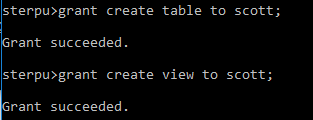 sterpu>grant create table to scott;
Grant succeeded.
sterpu>grant create view to scott;
Grant succeeded.